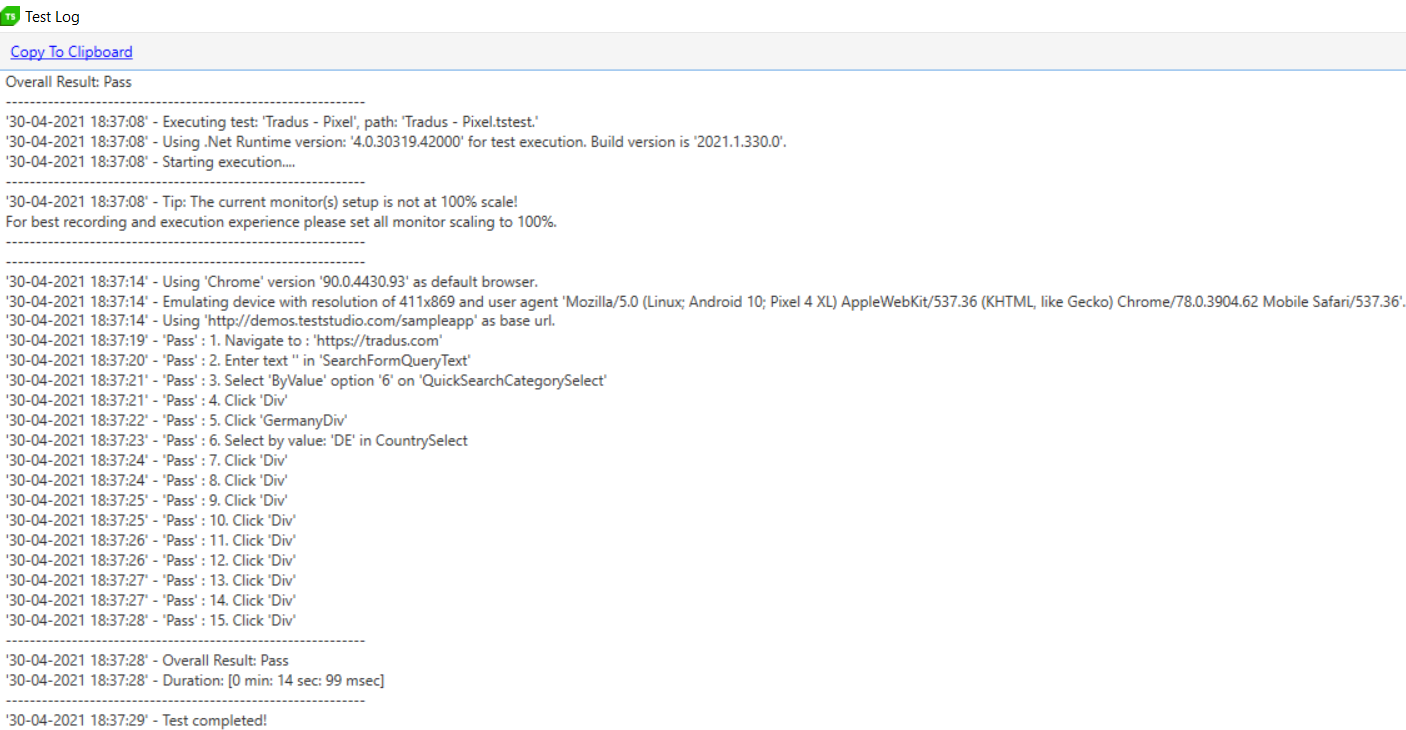 TS Test Log
Copy To Clipboard
Overall Result: Pass
------------------------------------------------------------
'30-04-2021 18:37:08' - Executing test: 'Tradus - Pixel', path: 'Tradus - Pixel.tstest.'
'30-04-2021 18:37:08' - Using .Net Runtime version: '4.0.30319.42000' for test execution. Build version is '2021.1.330.0'.
'30-04-2021 18:37:08' - Starting execution....
------------------------------------------------------------
'30-04-2021 18:37:08' - Tip: The current monitor(s) setup is not at 100% scale!
For best recording and execution experience please set all monitor scaling to 100%.
------------------------------------------------------------
------------------------------------------------------------
'30-04-2021 18:37:14' - Using 'Chrome' version '90.0.4430.93' as default browser.
'30-04-2021 18:37:14' - Emulating device with resolution of 411x869 and user agent 'Mozilla/5.0 (Linux; Android 10; Pixel 4 XL) AppleWebKit/537.36 (KHTML, like Gecko) Chrome/78.0.3904.62 Mobile Safari/537.36'.
'30-04-2021 18:37:14' - Using 'http://demos.teststudio.com/sampleapp' as base url.
'30-04-2021 18:37:19' - 'Pass' : 1. Navigate to : 'https://tradus.com'
'30-04-2021 18:37:20' - 'Pass' : 2. Enter text '' in 'SearchFormQueryText'
'30-04-2021 18:37:21' - 'Pass' : 3. Select 'ByValue' option '6' on 'QuickSearchCategorySelect'
'30-04-2021 18:37:21' - 'Pass' : 4. Click 'Div'
'30-04-2021 18:37:22' - 'Pass' : 5. Click 'GermanyDiv'
'30-04-2021 18:37:23' - 'Pass' : 6. Select by value: 'DE' in CountrySelect
'30-04-2021 18:37:24' - 'Pass' : 7. Click 'Div'
'30-04-2021 18:37:24' - 'Pass' : 8. Click 'Div'
'30-04-2021 18:37:25' - 'Pass' : 9. Click 'Div'
'30-04-2021 18:37:25' - 'Pass' : 10. Click 'Div'
'30-04-2021 18:37:26' - 'Pass' : 11. Click 'Div'
'30-04-2021 18:37:26' - 'Pass' : 12. Click 'Div'
'30-04-2021 18:37:27' - 'Pass' : 13. Click 'Div'
'30-04-2021 18:37:27' - 'Pass' : 14. Click 'Div'
'30-04-2021 18:37:28' - 'Pass' : 15. Click 'Div'
------------------------------------------------------------
'30-04-2021 18:37:28' - Overall Result: Pass
'30-04-2021 18:37:28' - Duration: [0 min: 14 sec: 99 msec]
------------------------------------------------------------
'30-04-2021 18:37:29' - Test completed!